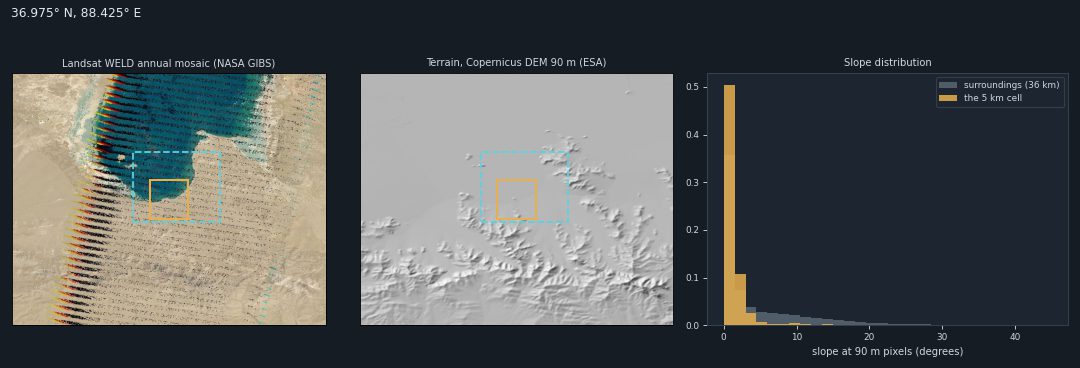 36.975° N, 88.425° E
Landsat WELD annual mosaic (NASA GIBS)
Terrain, Copernicus DEM 90 m (ESA)
Slope distribution
surroundings (36 km)
the 5 km cell
0.5
0.4
0.3
0.2
0.1
0.0
0 10 20 30 40
slope at 90 m pixels (degrees)